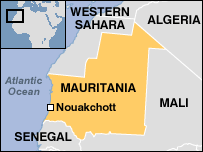 WESTERN
SAHARA
ALGERIA
Atlantic
Ocean
MAURITANIA
Nouakchott
MALI
SENEGAL